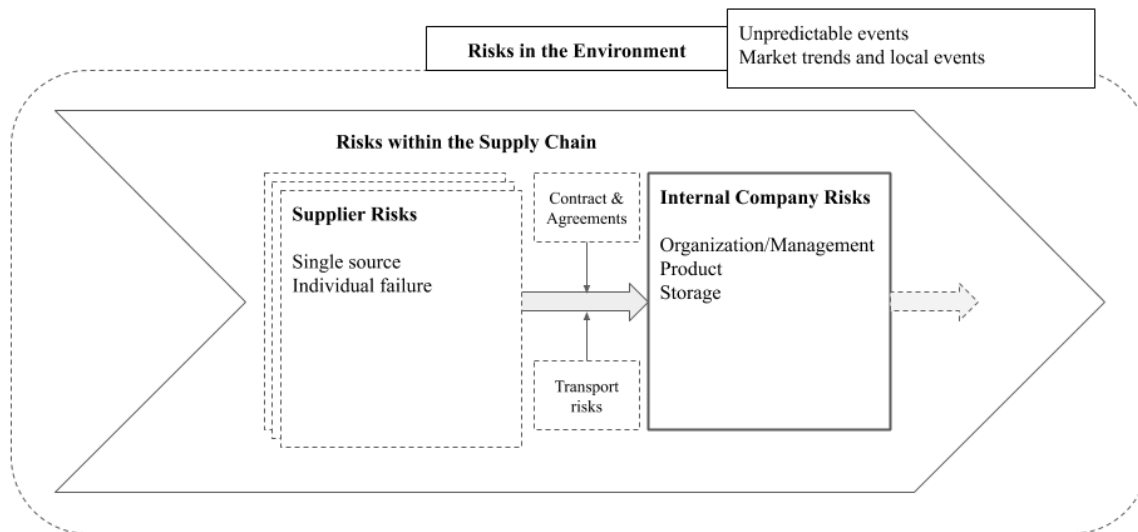 Risks in the Environment
Unpredictable events
Market trends and local events
Risks within the Supply Chain
Supplier Risks
Single source
Individual failure
Contract &
Agreements
Transport
risks
Internal Company Risks
Organization/Management
Product
Storage